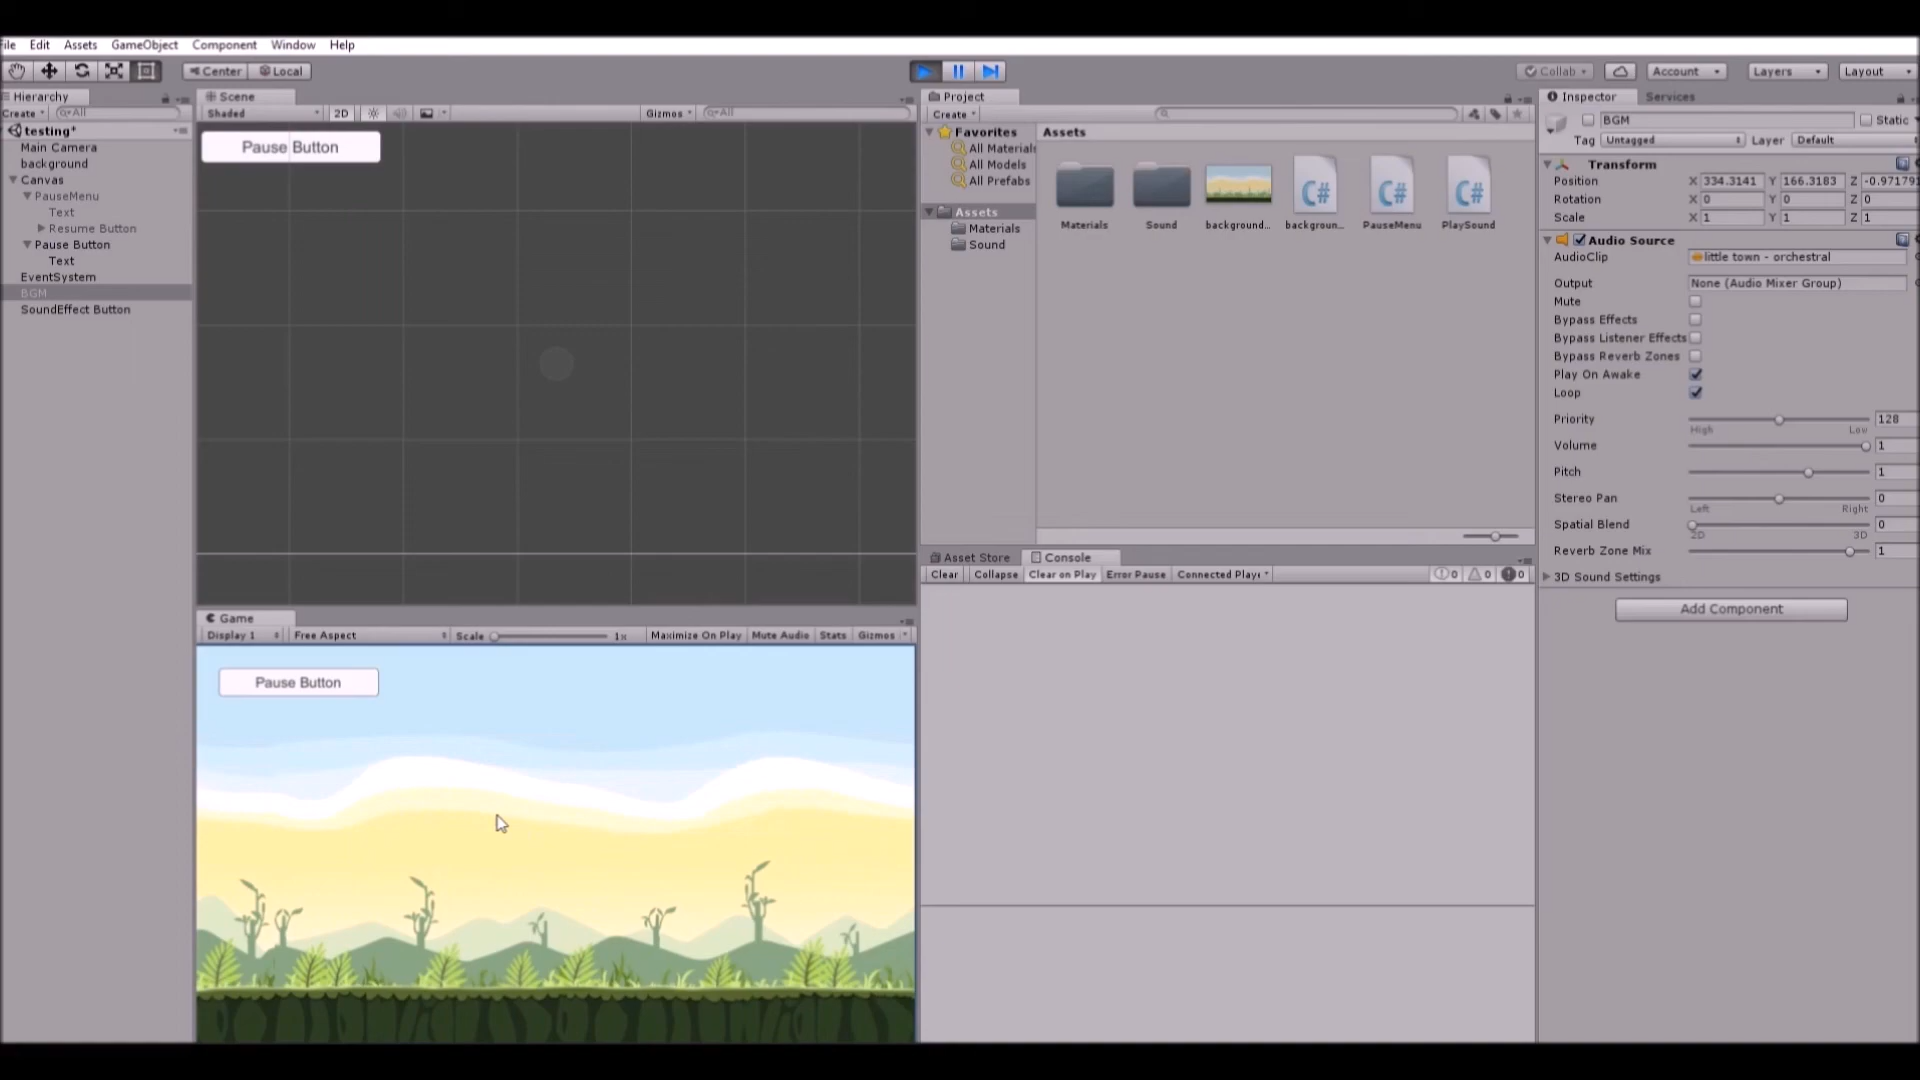 File Edit Assets GameObject Component Window Help
Center Local
Collab Account Layers Layout
Hierarchy
Create All
testing*
Main Camera
background
Canvas
PauseMenu
Text
Resume Button
Pause Button
Text
EventSystem
BGM
SoundEffect Button
Scene
Shaded 2D Gizmos All
Pause Button
Game
Display 1 Free Aspect Scale 1x Maximize On Play Mute Audio Stats Gizmos
Pause Button
Project
Create
Favorites
All Materials
All Models
All Prefabs
Assets
Materials
Sound
Assets
Materials Sound background... backgroun... PauseMenu PlaySound
Asset Store Console
Clear Collapse Clear on Play Error Pause Connected Playe 0 0 0
Inspector Services
BGM Static
Tag Untagged Layer Default
Transform
Position X 334.3141 Y 166.3183 Z -0.971791
Rotation X 0 Y 0 Z 0
Scale X 1 Y 1 Z 1
Audio Source
AudioClip little town - orchestral
Output None (Audio Mixer Group)
Mute
Bypass Effects
Bypass Listener Effects
Bypass Reverb Zones
Play On Awake
Loop
Priority 128
High Low
Volume 1
Pitch 1
Stereo Pan 0
Left Right
Spatial Blend 0
2D 3D
Reverb Zone Mix 1
3D Sound Settings
Add Component